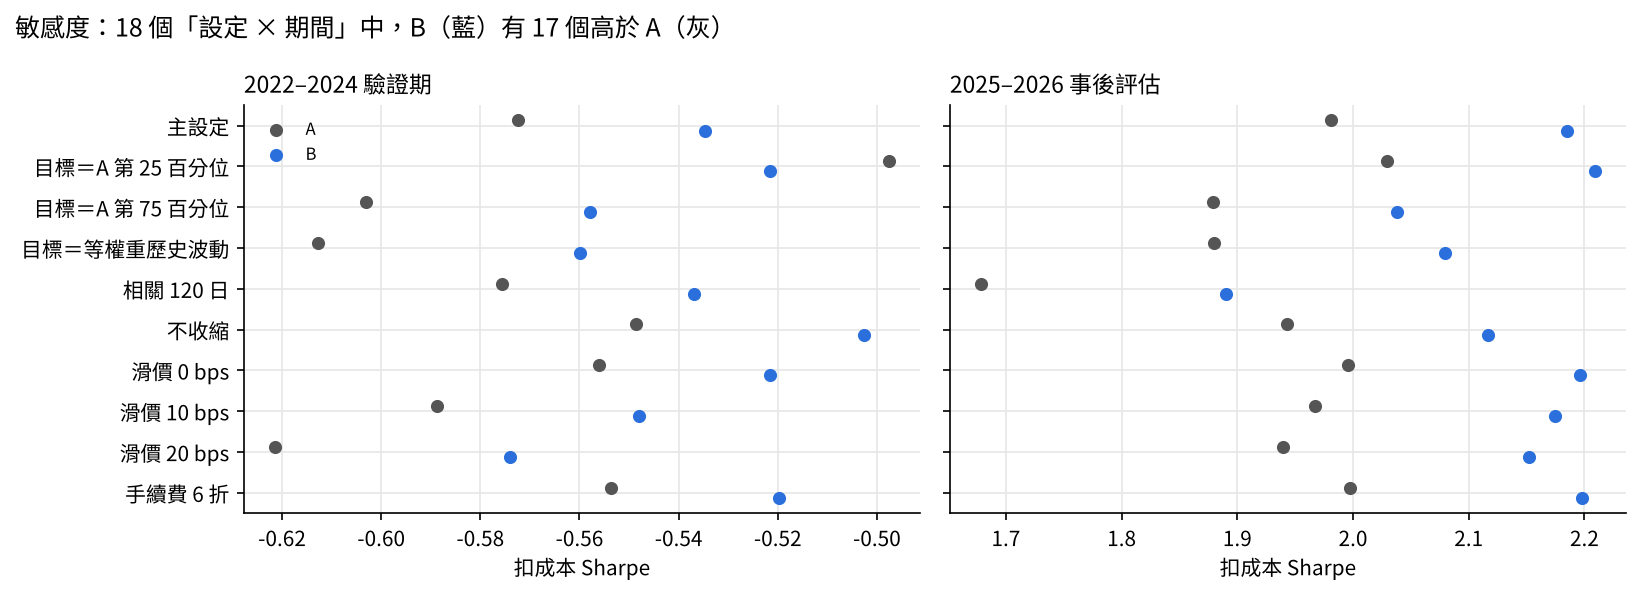 敏感度：18 個「設定 × 期間」中，B（藍）有 17 個高於 A（灰）
2022–2024 驗證期
2025–2026 事後評估
A
B
主設定
目標＝A 第 25 百分位
目標＝A 第 75 百分位
目標＝等權重歷史波動
相關 120 日
不收縮
滑價 0 bps
滑價 10 bps
滑價 20 bps
手續費 6 折
-0.62 -0.60 -0.58 -0.56 -0.54 -0.52 -0.50
扣成本 Sharpe
1.7 1.8 1.9 2.0 2.1 2.2
扣成本 Sharpe